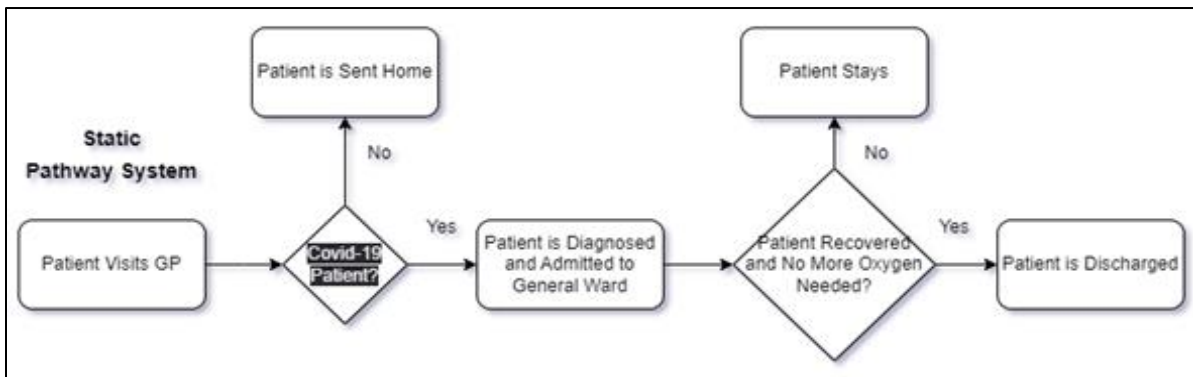 Patient is Sent Home
Patient Stays
Static
Pathway System
No
No
Patient Visits GP
Covid-19
Patient?
Yes
Patient is Diagnosed
and Admitted to
General Ward
Patient Recovered
and No More Oxygen
Needed?
Yes
Patient is Discharged